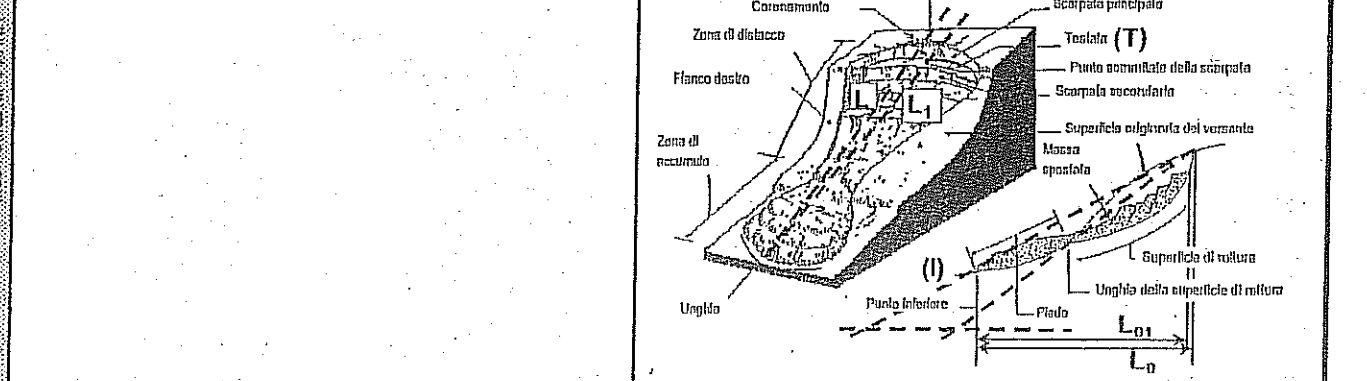 Coronamento
Scarpata principale
Zona di distacco
Testata (T)
Fianco destro
Punto sommitale della scarpata
Scarpata secondaria
L
L1
Superficie originaria del versante
Zona di
accumulo
Massa
spostata
(I)
Superficie di rottura
Unghia della superficie di rottura
Unghia
Punto inferiore
Piede
L01
L0